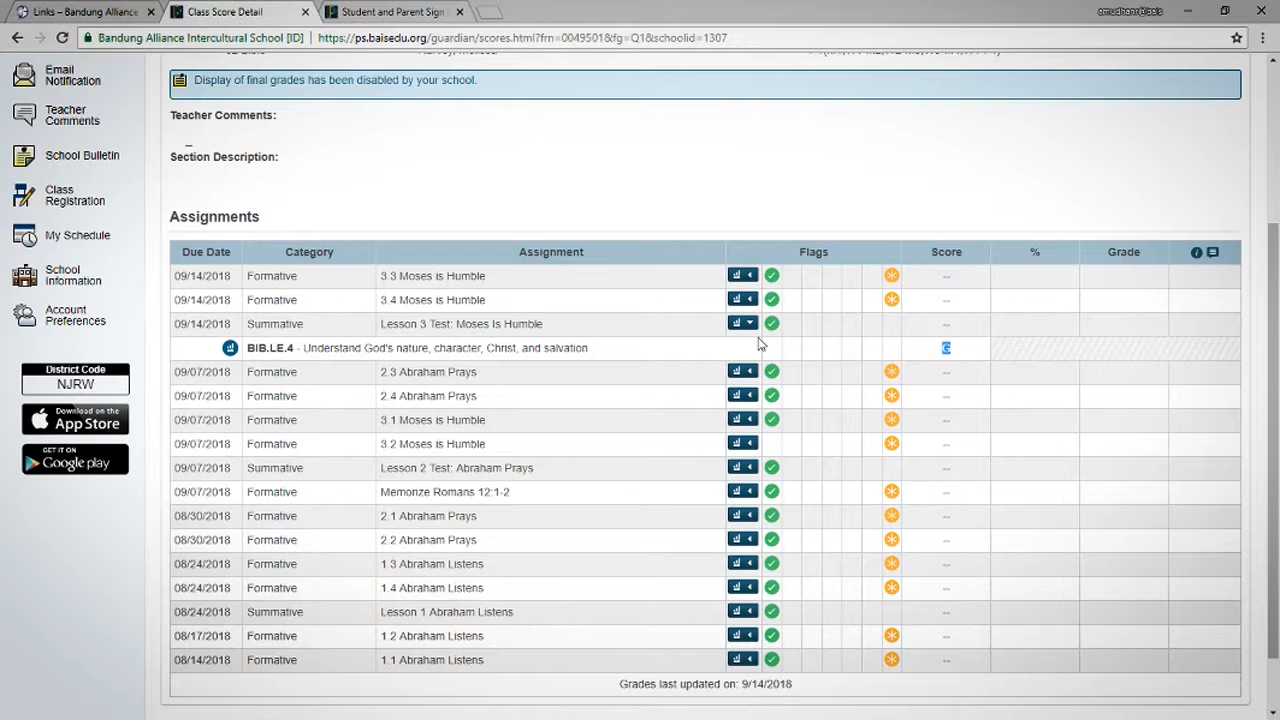 Links – Bandung Alliance
Class Score Detail
Student and Parent Sign
Bandung Alliance Intercultural School [ID]
https://ps.baisedu.org/guardian/scores.html?frn=0049501&fg=Q1&schoolid=1307
Email
Notification
Teacher
Comments
School Bulletin
Class
Registration
My Schedule
School
Information
Account
Preferences
District Code
NJRW
Download on the
App Store
GET IT ON
Google play
Display of final grades has been disabled by your school.
Teacher Comments:
Section Description:
Assignments
Due Date Category Assignment Flags Score % Grade
09/14/2018 Formative 3.3 Moses is Humble --
09/14/2018 Formative 3.4 Moses is Humble --
09/14/2018 Summative Lesson 3 Test: Moses Is Humble --
BIB.LE.4 - Understand God's nature, character, Christ, and salvation G
09/07/2018 Formative 2.3 Abraham Prays --
09/07/2018 Formative 2.4 Abraham Prays --
09/07/2018 Formative 3.1 Moses is Humble --
09/07/2018 Formative 3.2 Moses is Humble --
09/07/2018 Summative Lesson 2 Test: Abraham Prays --
09/07/2018 Formative Memorize Romans 12:1-2 --
08/30/2018 Formative 2.1 Abraham Prays --
08/30/2018 Formative 2.2 Abraham Prays --
08/24/2018 Formative 1.3 Abraham Listens --
08/24/2018 Formative 1.4 Abraham Listens --
08/24/2018 Summative Lesson 1 Abraham Listens --
08/17/2018 Formative 1.2 Abraham Listens --
08/14/2018 Formative 1.1 Abraham Listens --
Grades last updated on: 9/14/2018